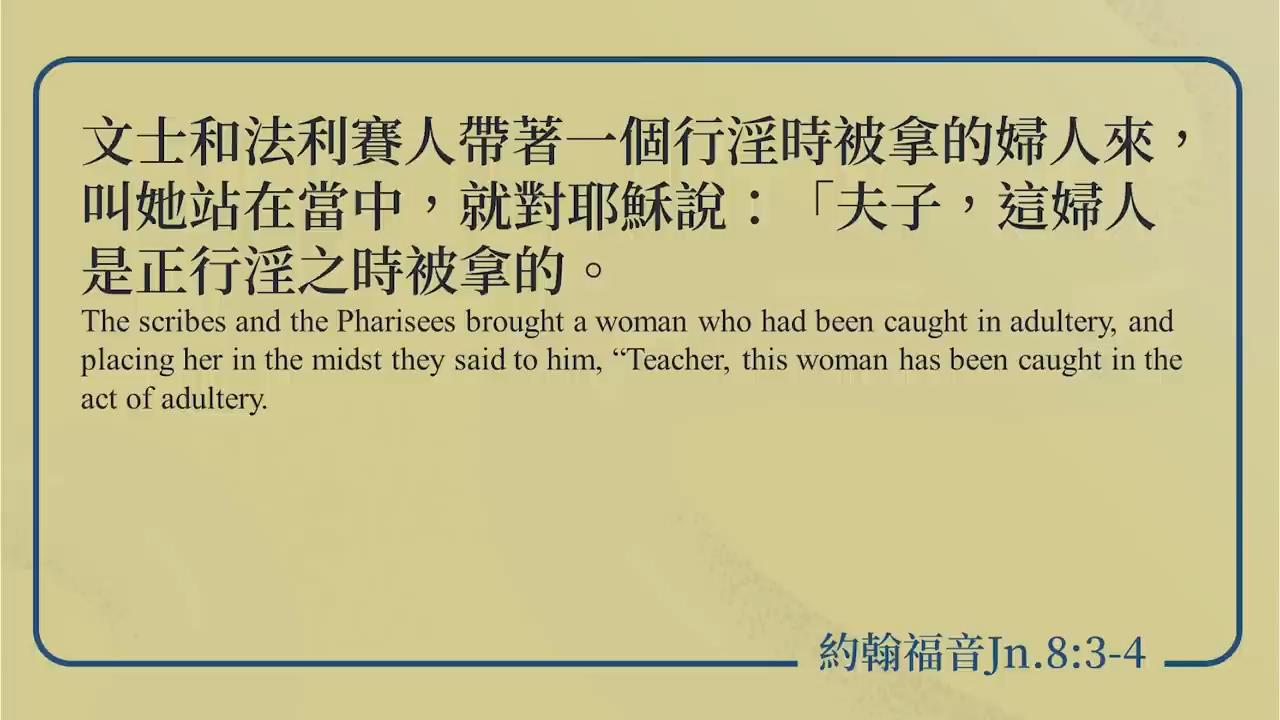 文士和法利賽人帶著一個行淫時被拿的婦人來，
叫她站在當中，就對耶穌說：「夫子，這婦人
是正行淫之時被拿的。
The scribes and the Pharisees brought a woman who had been caught in adultery, and
placing her in the midst they said to him, “Teacher, this woman has been caught in the
act of adultery.
約翰福音Jn.8:3-4